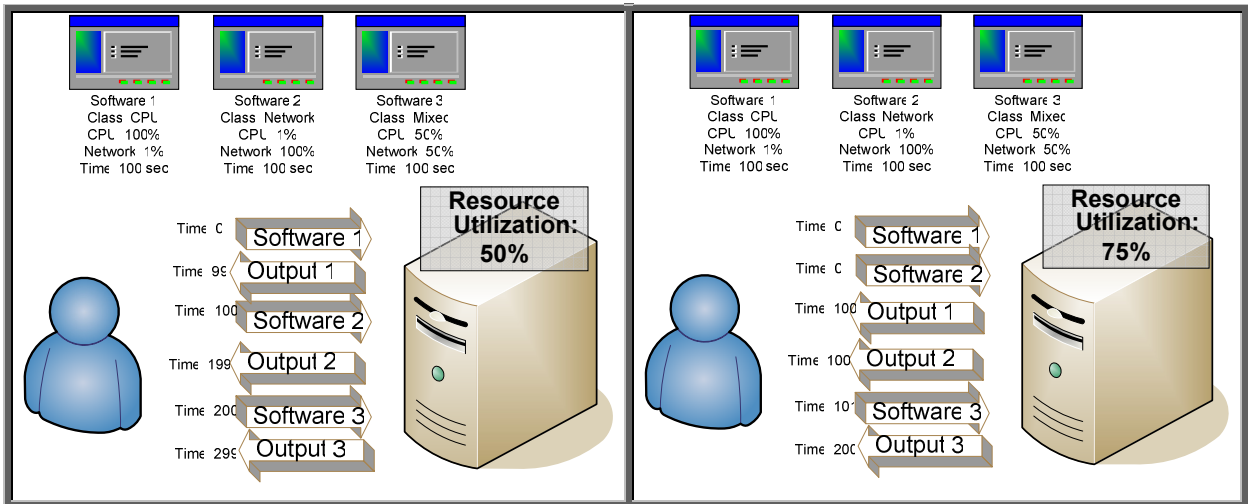 Software 1
Class CPU
CPU 100%
Network 1%
Time 100 sec
Software 2
Class Network
CPU 1%
Network 100%
Time 100 sec
Software 3
Class Mixed
CPU 50%
Network 50%
Time 100 sec
Resource
Utilization:
50%
Time 0
Software 1
Time 99
Output 1
Time 100
Software 2
Time 199
Output 2
Time 200
Software 3
Time 299
Output 3
Software 1
Class CPU
CPU 100%
Network 1%
Time 100 sec
Software 2
Class Network
CPU 1%
Network 100%
Time 100 sec
Software 3
Class Mixed
CPU 50%
Network 50%
Time 100 sec
Resource
Utilization:
75%
Time 0
Software 1
Time 0
Software 2
Time 100
Output 1
Time 100
Output 2
Time 101
Software 3
Time 200
Output 3